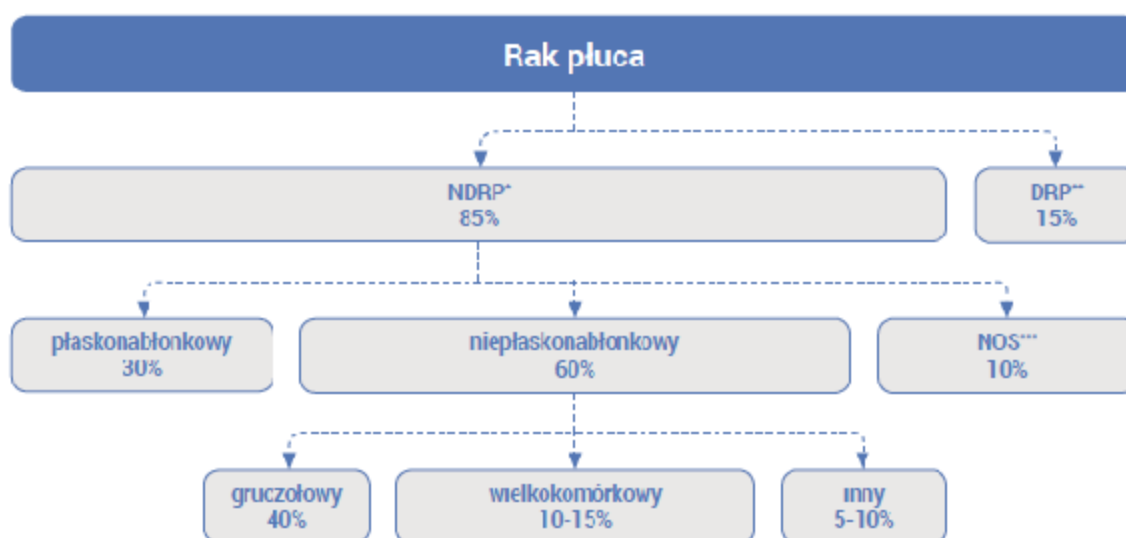 Rak płuca
NDRP*
85%
DRP**
15%
płaskonabłonkowy
30%
niepłaskonabłonkowy
60%
NOS***
10%
gruczołowy
40%
wielkokomórkowy
10-15%
inny
5-10%